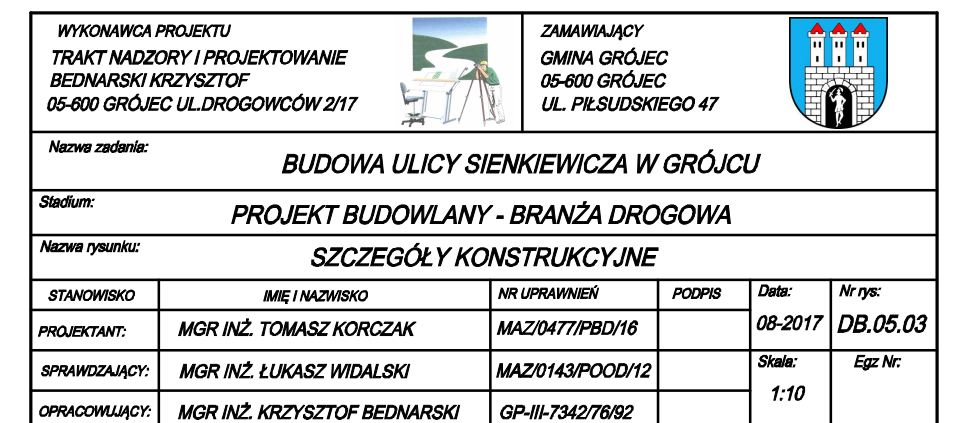 WYKONAWCA PROJEKTU
TRAKT NADZORY I PROJEKTOWANIE
BEDNARSKI KRZYSZTOF
05-600 GRÓJEC UL.DROGOWCÓW 2/17
ZAMAWIAJĄCY
GMINA GRÓJEC
05-600 GRÓJEC
UL. PIŁSUDSKIEGO 47
Nazwa zadania:
BUDOWA ULICY SIENKIEWICZA W GRÓJCU
Stadium:
PROJEKT BUDOWLANY - BRANŻA DROGOWA
Nazwa rysunku:
SZCZEGÓŁY KONSTRUKCYJNE
STANOWISKO IMIĘ I NAZWISKO NR UPRAWNIEŃ PODPIS Data: Nr rys:
PROJEKTANT: MGR INŻ. TOMASZ KORCZAK MAZ/0477/PBD/16 08-2017 DB.05.03
SPRAWDZAJĄCY: MGR INŻ. ŁUKASZ WIDALSKI MAZ/0143/POOD/12 Skala: Egz Nr:
1:10
OPRACOWUJĄCY: MGR INŻ. KRZYSZTOF BEDNARSKI GP-III-7342/76/92